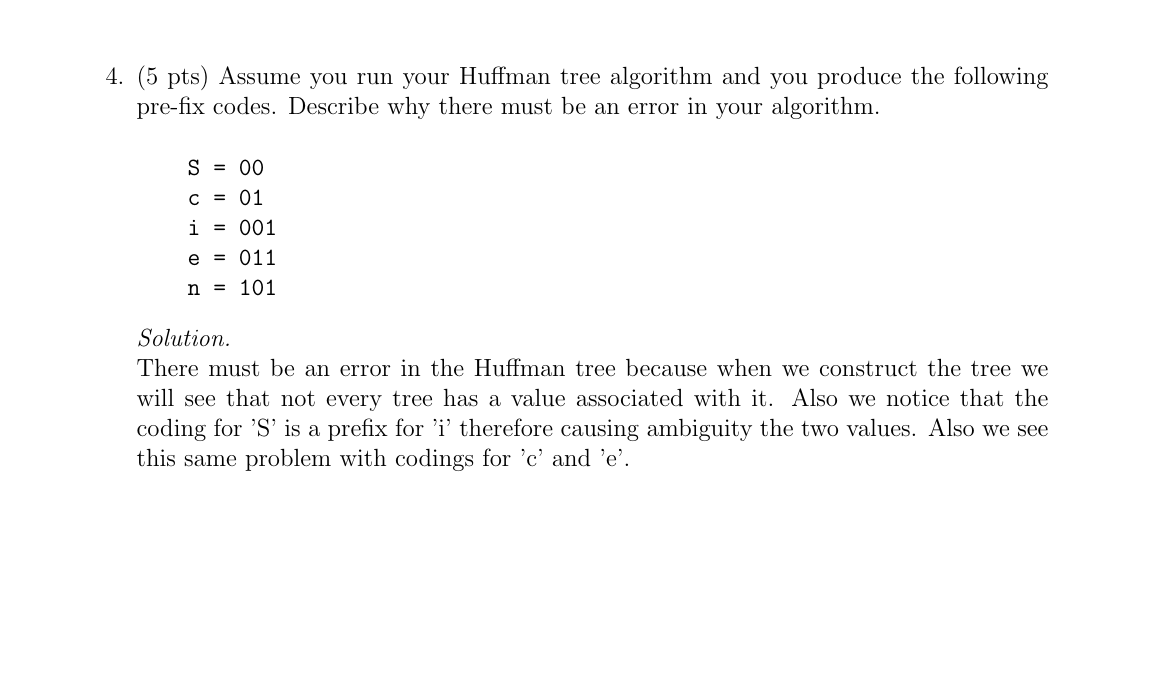 4. (5 pts) Assume you run your Huffman tree algorithm and you produce the following
pre-fix codes. Describe why there must be an error in your algorithm.
S = 00
c = 01
i = 001
e = 011
n = 101
Solution.
There must be an error in the Huffman tree because when we construct the tree we
will see that not every tree has a value associated with it. Also we notice that the
coding for 'S' is a prefix for 'i' therefore causing ambiguity the two values. Also we see
this same problem with codings for 'c' and 'e'.